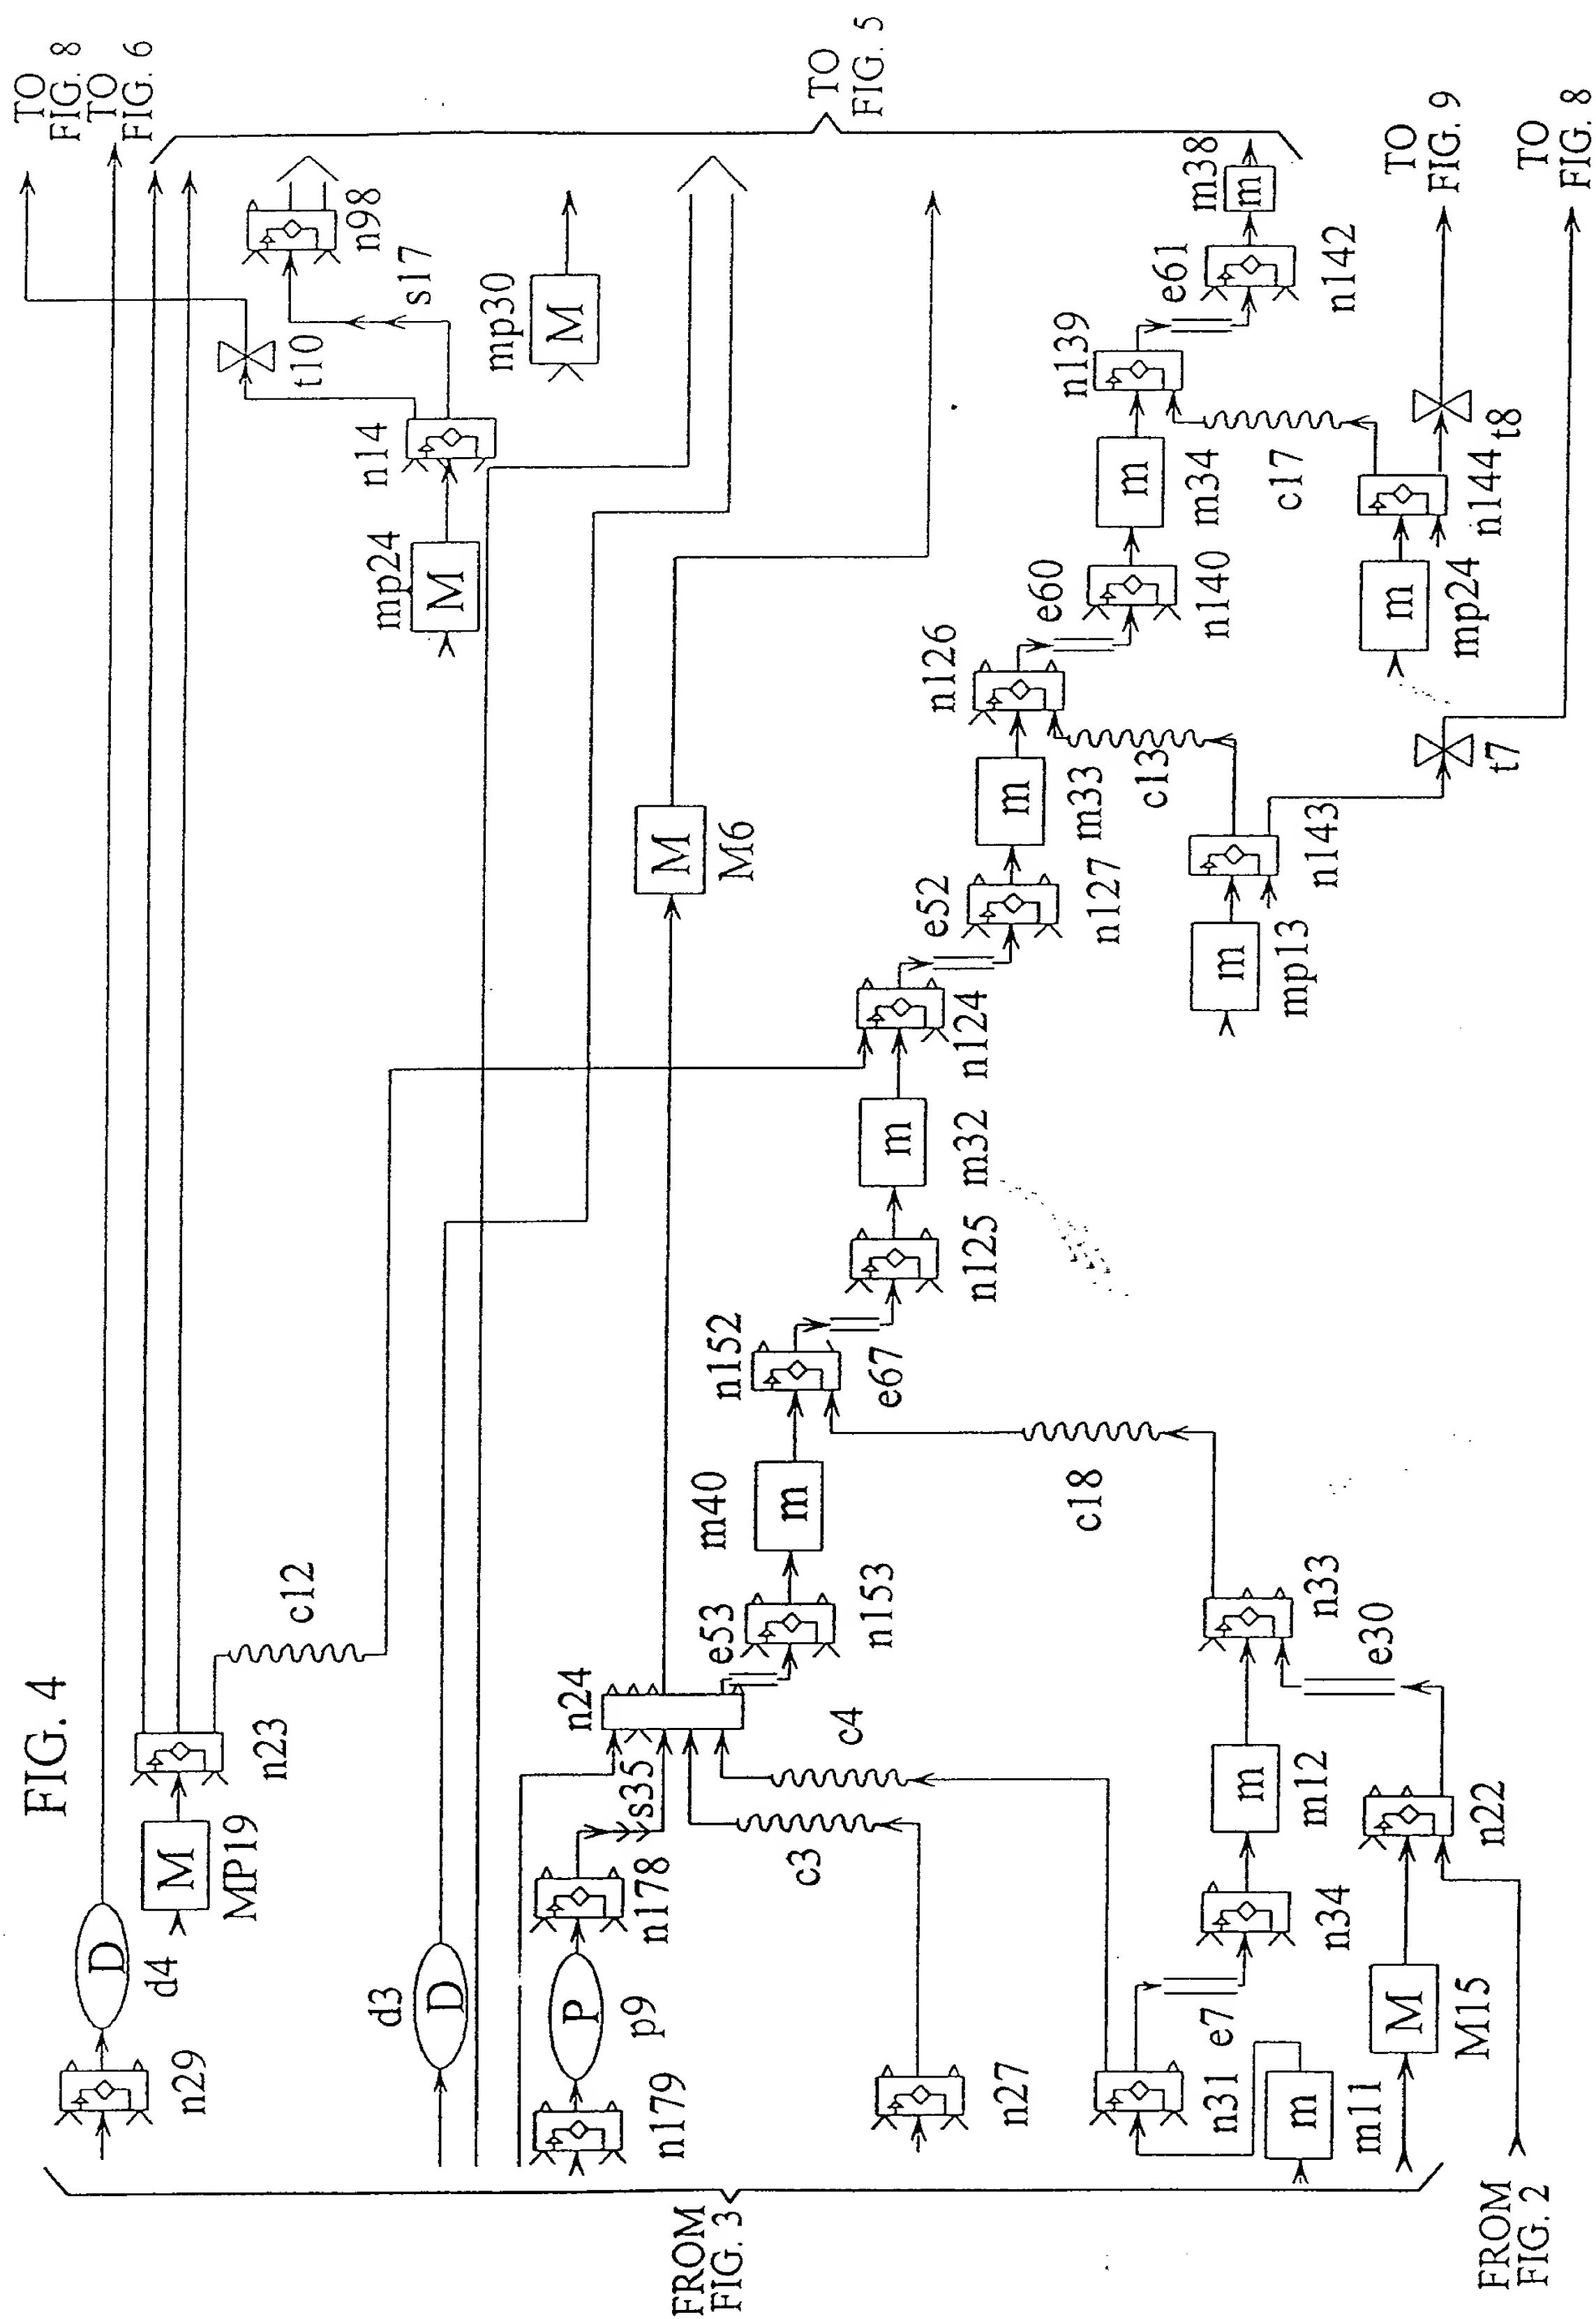 FIG. 4
TO
FIG. 8
TO
FIG. 6
TO
FIG. 5
TO
FIG. 9
TO
FIG. 8
FROM
FIG. 3
FROM
FIG. 2
n29
D
d4
M
MP19
n23
c12
t10
n14
s17
n98
M
mp24
M
mp30
D
d3
n179
P
p9
n178
s35
n24
M
M6
c3
c4
n27
e53
n153
m
m40
n152
e67
n125
m
m32
n124
e52
n127
m
m33
n126
e60
n140
m
m34
n139
e61
n142
m
m38
n31
e7
m
m11
n34
m
m12
n33
c18
e30
M
M15
n22
m
mp13
n143
c13
t7
m
mp24
n144
c17
t8